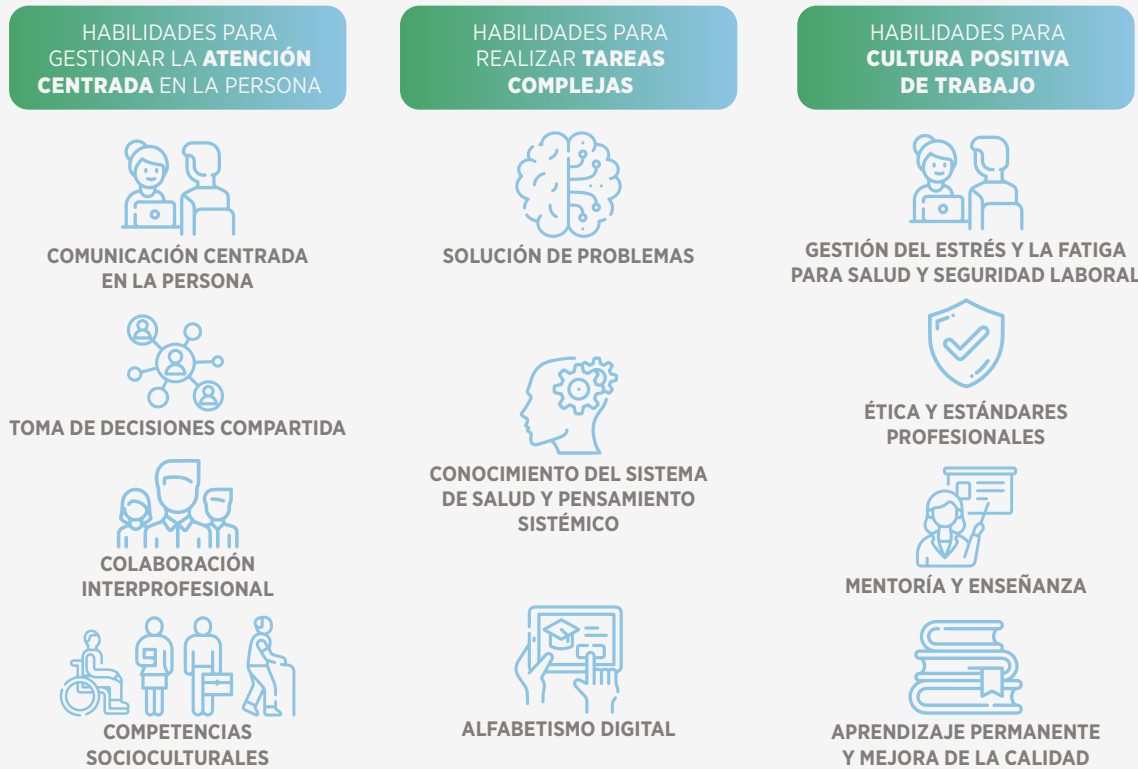 HABILIDADES PARA
GESTIONAR LA ATENCIÓN
CENTRADA EN LA PERSONA
COMUNICACIÓN CENTRADA
EN LA PERSONA
TOMA DE DECISIONES COMPARTIDA
COLABORACIÓN
INTERPROFESIONAL
COMPETENCIAS
SOCIOCULTURALES
HABILIDADES PARA
REALIZAR TAREAS
COMPLEJAS
SOLUCIÓN DE PROBLEMAS
CONOCIMIENTO DEL SISTEMA
DE SALUD Y PENSAMIENTO
SISTÉMICO
ALFABETISMO DIGITAL
HABILIDADES PARA
CULTURA POSITIVA
DE TRABAJO
GESTIÓN DEL ESTRÉS Y LA FATIGA
PARA SALUD Y SEGURIDAD LABORAL
ÉTICA Y ESTÁNDARES
PROFESIONALES
MENTORÍA Y ENSEÑANZA
APRENDIZAJE PERMANENTE
Y MEJORA DE LA CALIDAD